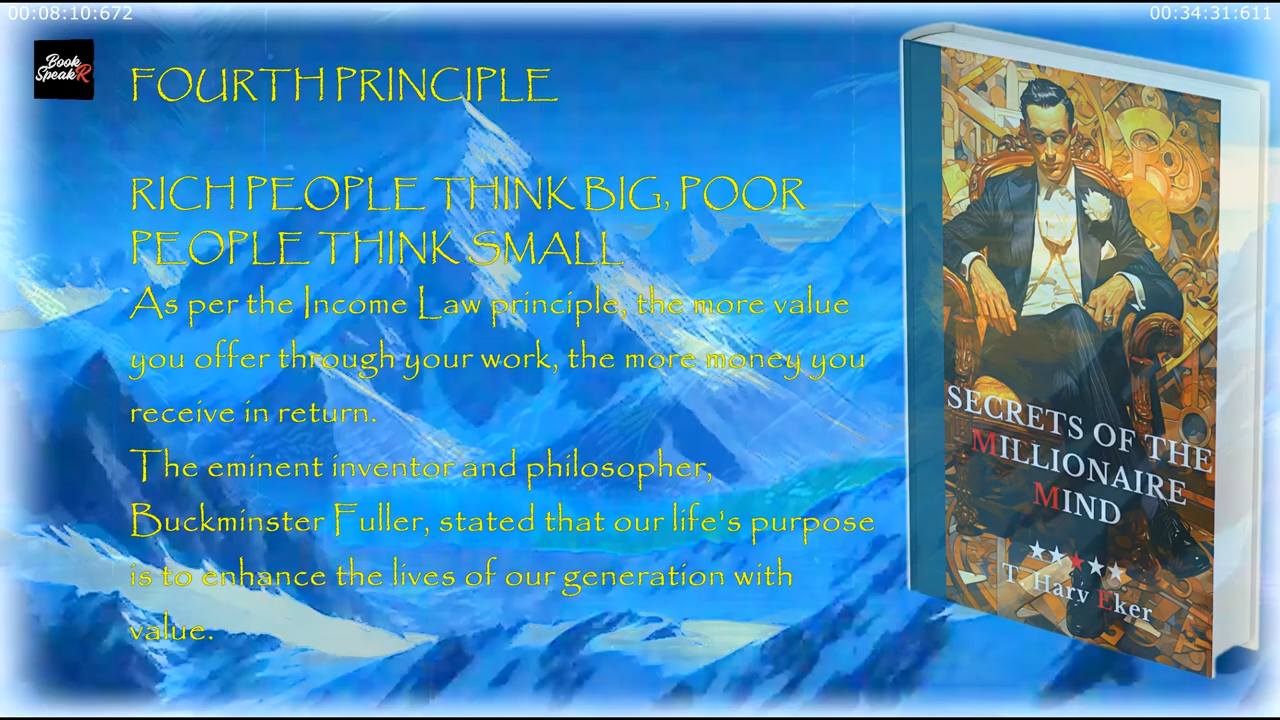 00:08:10:672
00:34:31:611
Book
SpeakR
FOURTH PRINCIPLE
RICH PEOPLE THINK BIG, POOR
PEOPLE THINK SMALL
As per the Income Law principle, the more value
you offer through your work, the more money you
receive in return.
The eminent inventor and philosopher,
Buckminster Fuller, stated that our life's purpose
is to enhance the lives of our generation with
value.
SECRETS OF THE
MILLIONAIRE
MIND
T. Harv Eker